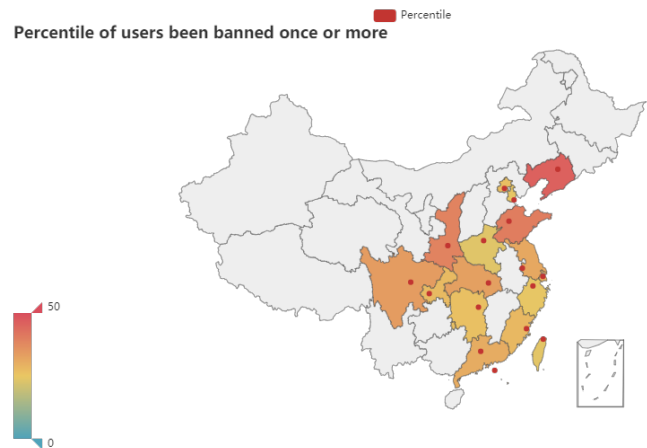 Percentile
Percentile of users been banned once or more
50
0